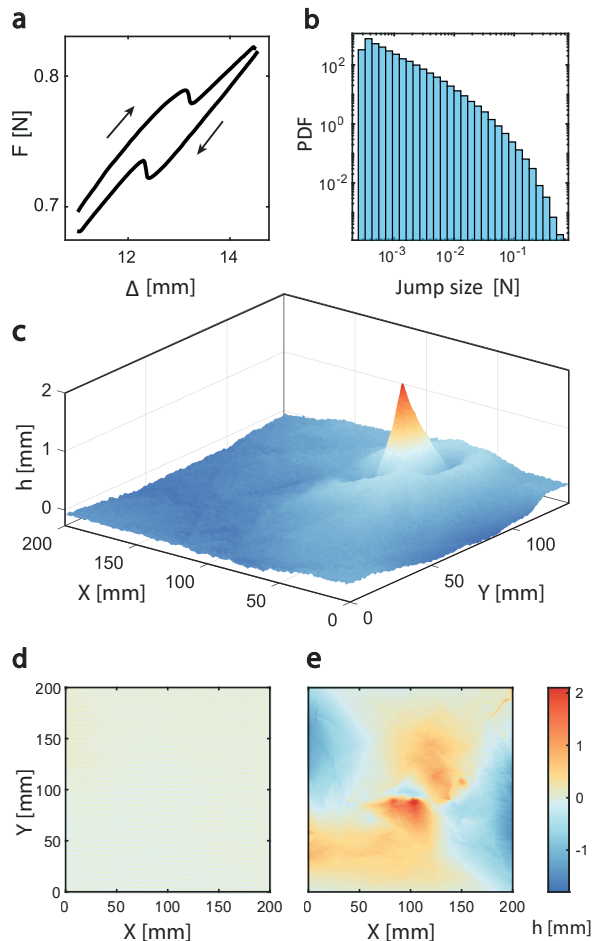 a
b
0.8
0.7
F [N]
12
14
Δ [mm]
10²
10⁰
10⁻²
PDF
10⁻³
10⁻²
10⁻¹
Jump size [N]
c
2
1
0
h [mm]
200
150
100
50
0
X [mm]
0
50
100
Y [mm]
d
e
200
150
100
50
0
Y [mm]
0
50
100
150
200
X [mm]
0
50
100
150
200
X [mm]
2
1
0
-1
h [mm]